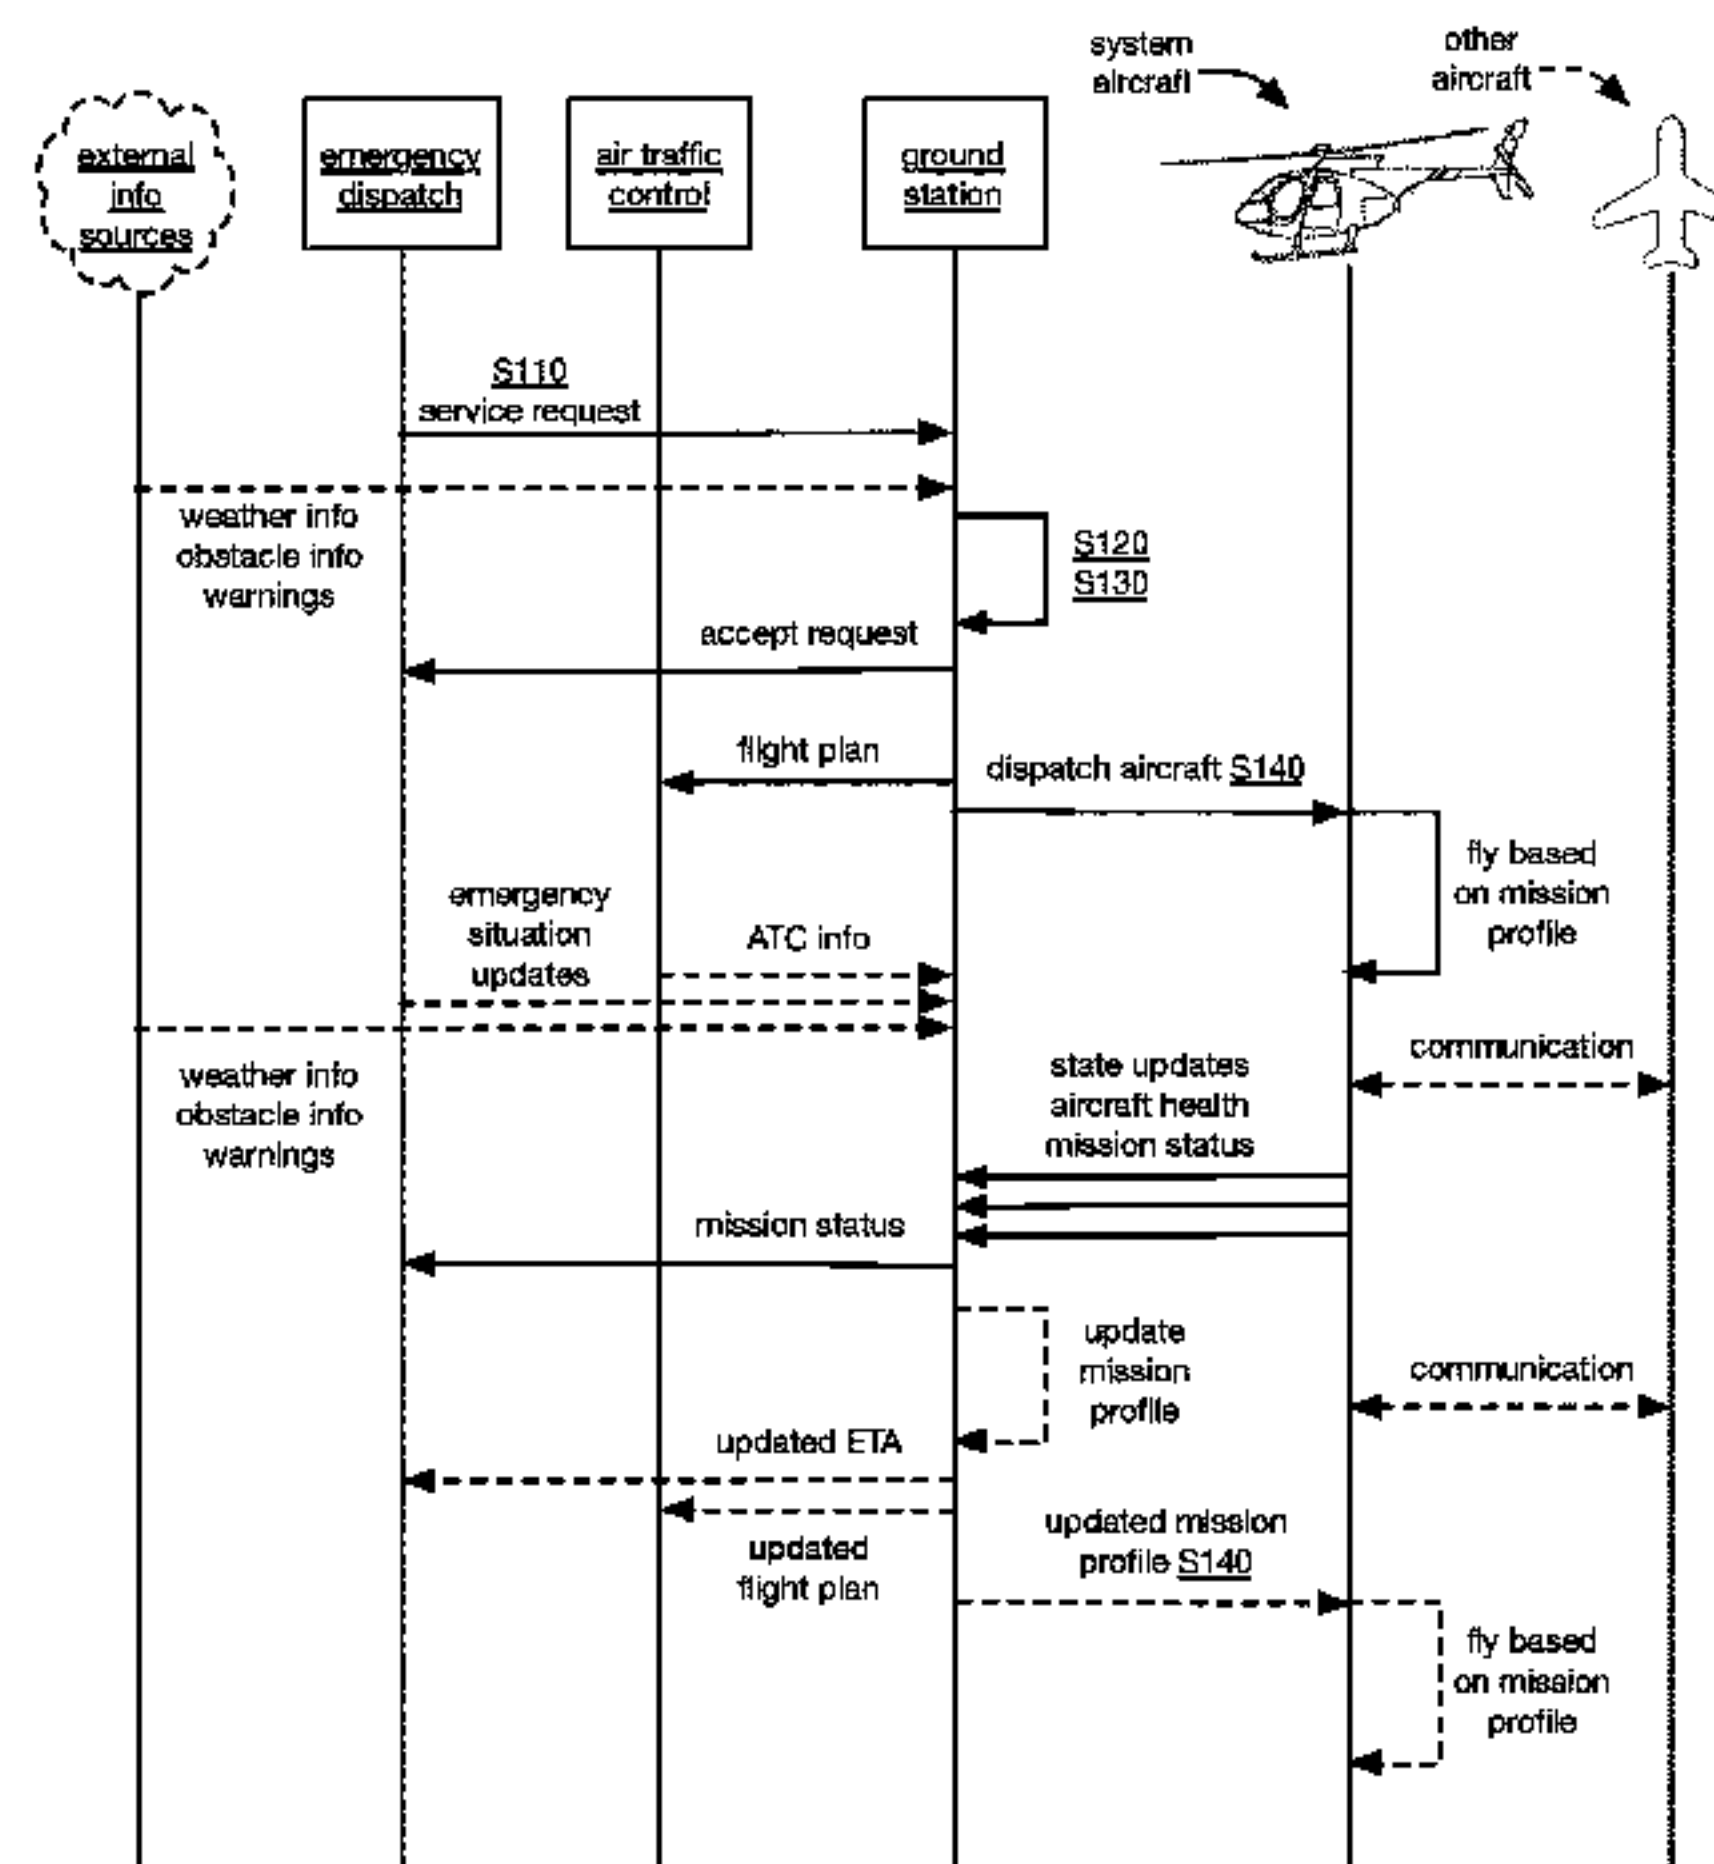 system
aircraft
other
aircraft
external
info
sources
emergency
dispatch
air traffic
control
ground
station
S110
service request
weather info
obstacle info
warnings
S120
S130
accept request
flight plan
dispatch aircraft S140
fly based
on mission
profile
emergency
situation
updates
ATC info
communication
weather info
obstacle info
warnings
state updates
aircraft health
mission status
mission status
update
mission
profile
communication
updated ETA
updated
flight plan
updated mission
profile S140
fly based
on mission
profile